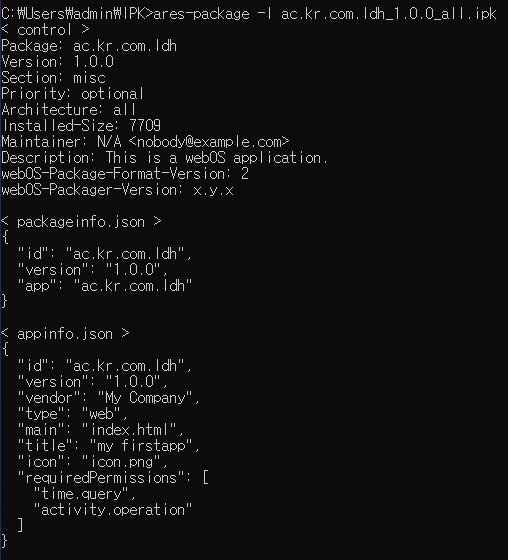 C:₩Users₩admin₩IPK>ares-package -I ac.kr.com.ldh_1.0.0_all.ipk
< control >
Package: ac.kr.com.ldh
Version: 1.0.0
Section: misc
Priority: optional
Architecture: all
Installed-Size: 7709
Maintainer: N/A <nobody@example.com>
Description: This is a webOS application.
webOS-Package-Format-Version: 2
webOS-Packager-Version: x.y.x

< packageinfo.json >
{
  "id": "ac.kr.com.ldh",
  "version": "1.0.0",
  "app": "ac.kr.com.ldh"
}

< appinfo.json >
{
  "id": "ac.kr.com.ldh",
  "version": "1.0.0",
  "vendor": "My Company",
  "type": "web",
  "main": "index.html",
  "title": "my firstapp",
  "icon": "icon.png",
  "requiredPermissions": [
    "time.query",
    "activity.operation"
  ]
}